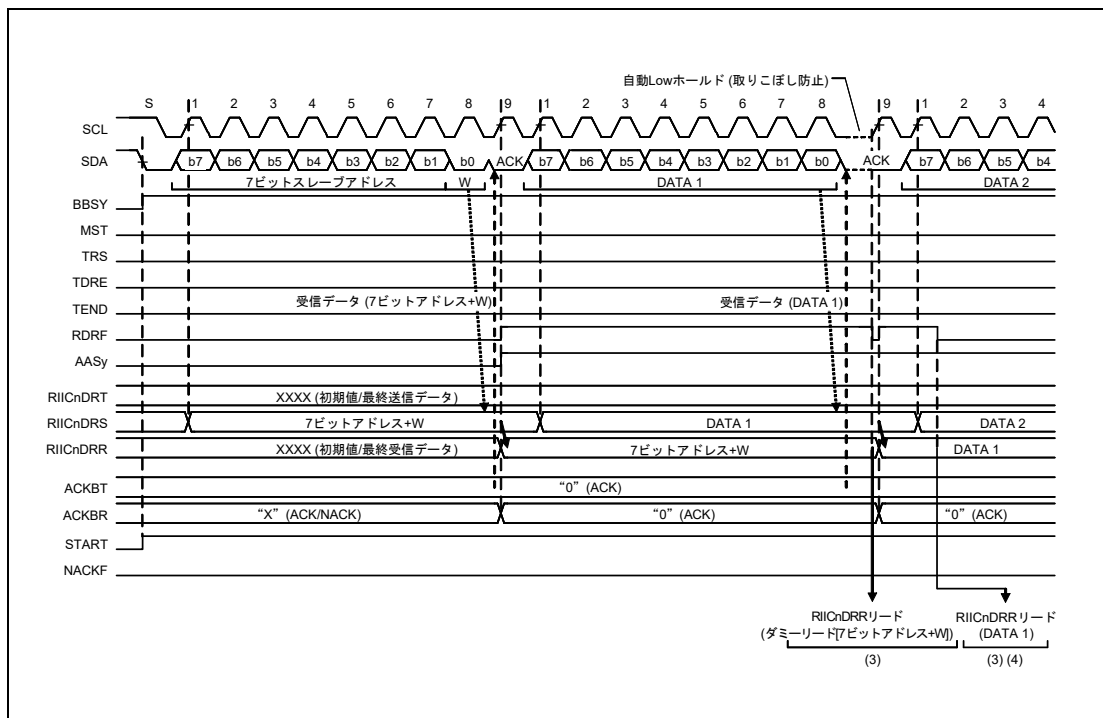 自動Lowホールド (取りこぼし防止)
S 1 2 3 4 5 6 7 8 9 1 2 3 4 5 6 7 8 9 1 2 3 4
SCL
SDA b7 b6 b5 b4 b3 b2 b1 b0 ACK b7 b6 b5 b4 b3 b2 b1 b0 ACK b7 b6 b5 b4
7ビットスレーブアドレス W DATA 1 DATA 2
BBSY
MST
TRS
TDRE
TEND 受信データ (7ビットアドレス+W) 受信データ (DATA 1)
RDRF
AASy
RIICnDRT XXXX (初期値/最終送信データ)
RIICnDRS 7ビットアドレス+W DATA 1 DATA 2
RIICnDRR XXXX (初期値/最終受信データ) 7ビットアドレス+W DATA 1
ACKBT “0” (ACK)
ACKBR “X” (ACK/NACK) “0” (ACK) “0” (ACK)
START
NACKF
RIICnDRRリード RIICnDRRリード
(ダミーリード[7ビットアドレス+W]) (DATA 1)
(3) (3) (4)